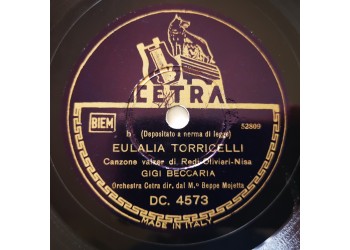 CETRA
BIEM
52809
h (Depositato a norma di legge)
EULALIA TORRICELLI
Canzone valzer di Redi-Olivieri-Nisa
GIGI BECCARIA
Orchestra Cetra dir. dal M.º Beppe Mojetta
DC. 4573
MADE IN ITALY